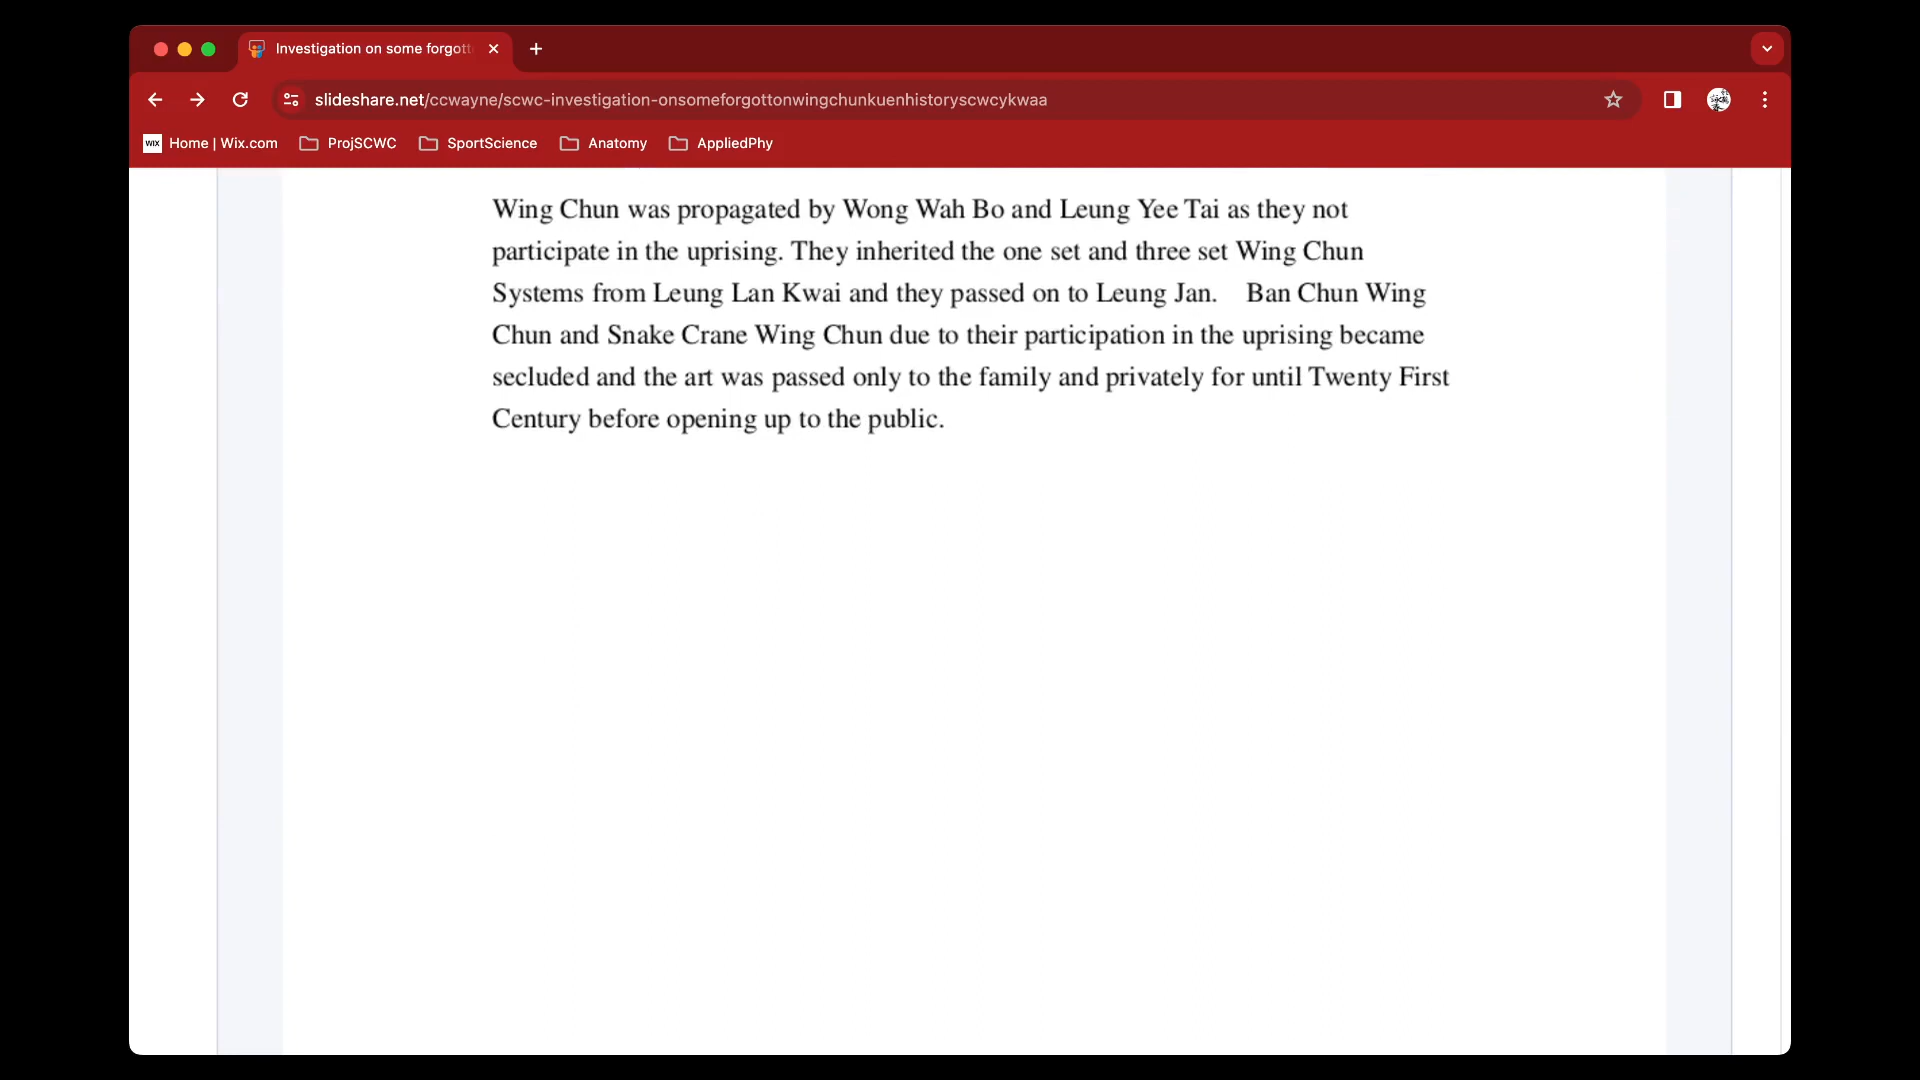 Investigation on some forgott
slideshare.net/ccwayne/scwc-investigation-onsomeforgottonwingchunkuenhistoryscwcykwaa
WIX Home | Wix.com ProjSCWC SportScience Anatomy AppliedPhy
Wing Chun was propagated by Wong Wah Bo and Leung Yee Tai as they not
participate in the uprising. They inherited the one set and three set Wing Chun
Systems from Leung Lan Kwai and they passed on to Leung Jan. Ban Chun Wing
Chun and Snake Crane Wing Chun due to their participation in the uprising became
secluded and the art was passed only to the family and privately for until Twenty First
Century before opening up to the public.